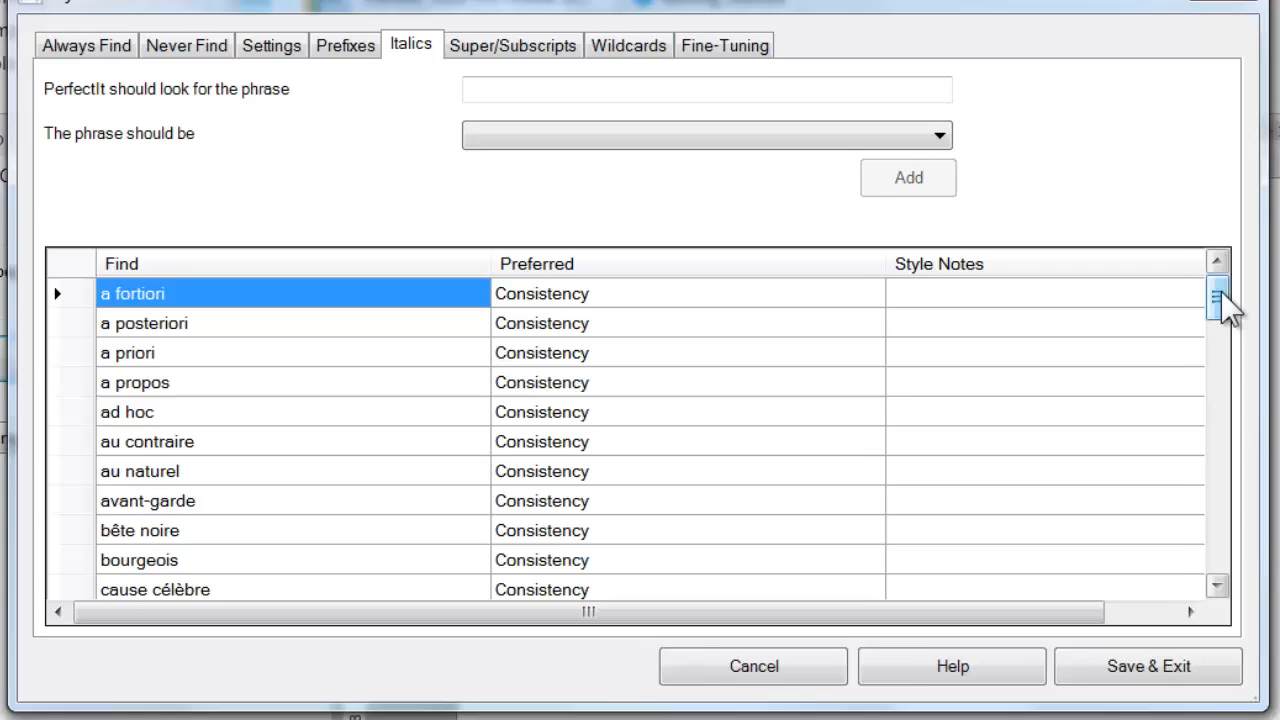 Always Find Never Find Settings Prefixes Italics Super/Subscripts Wildcards Fine-Tuning
PerfectIt should look for the phrase
The phrase should be
Add
Find Preferred Style Notes
a fortiori Consistency
a posteriori Consistency
a priori Consistency
a propos Consistency
ad hoc Consistency
au contraire Consistency
au naturel Consistency
avant-garde Consistency
bête noire Consistency
bourgeois Consistency
cause célèbre Consistency
Cancel Help Save & Exit